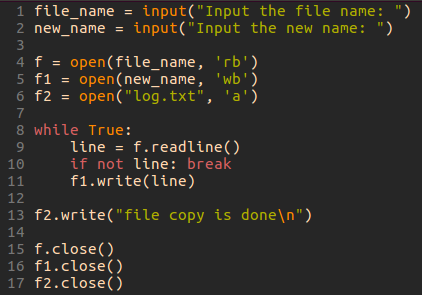 1 file_name = input("Input the file name: ")
2 new_name = input("Input the new name: ")
3
4 f = open(file_name, 'rb')
5 f1 = open(new_name, 'wb')
6 f2 = open("log.txt", 'a')
7
8 while True:
9     line = f.readline()
10     if not line: break
11     f1.write(line)
12
13 f2.write("file copy is done\n")
14
15 f.close()
16 f1.close()
17 f2.close()